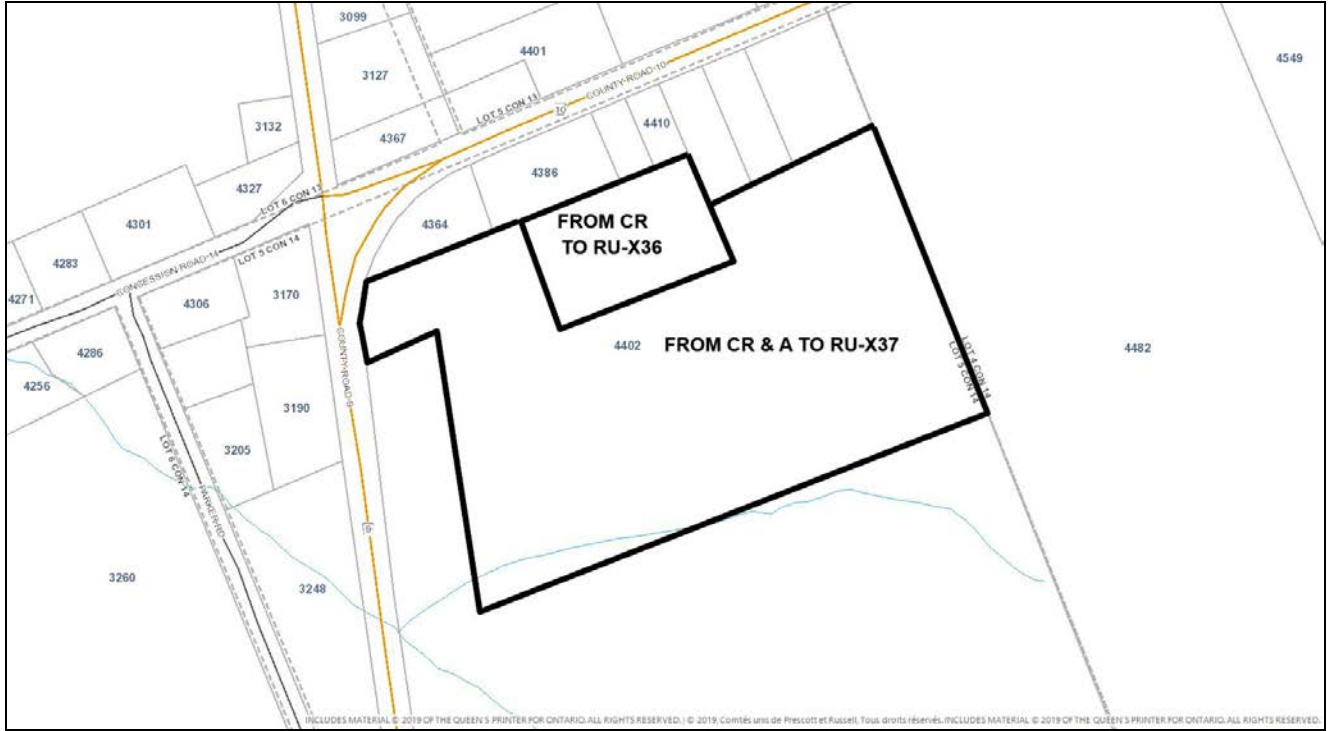 3099
4401
4549
3127
COUNTY ROAD 10
10
LOT 5 CON 13
3132
4367
4410
4386
4327
LOT 6 CON 13
4301
4364
FROM CR
TO RU-X36
LOT 5 CON 14
4283
CONCESSION ROAD 14
4271
4306
3170
4286
4402
FROM CR & A TO RU-X37
4482
LOT 4 CON 14
LOT 5 CON 14
4256
COUNTY ROAD 9
3190
3205
LOT 6 CON 14
PARKER RD
9
3260
3248
INCLUDES MATERIAL © 2019 OF THE QUEEN'S PRINTER FOR ONTARIO. ALL RIGHTS RESERVED. | © 2019, Comtés unis de Prescott et Russell, Tous droits réservés. INCLUDES MATERIAL © 2019 OF THE QUEEN'S PRINTER FOR ONTARIO. ALL RIGHTS RESERVED.